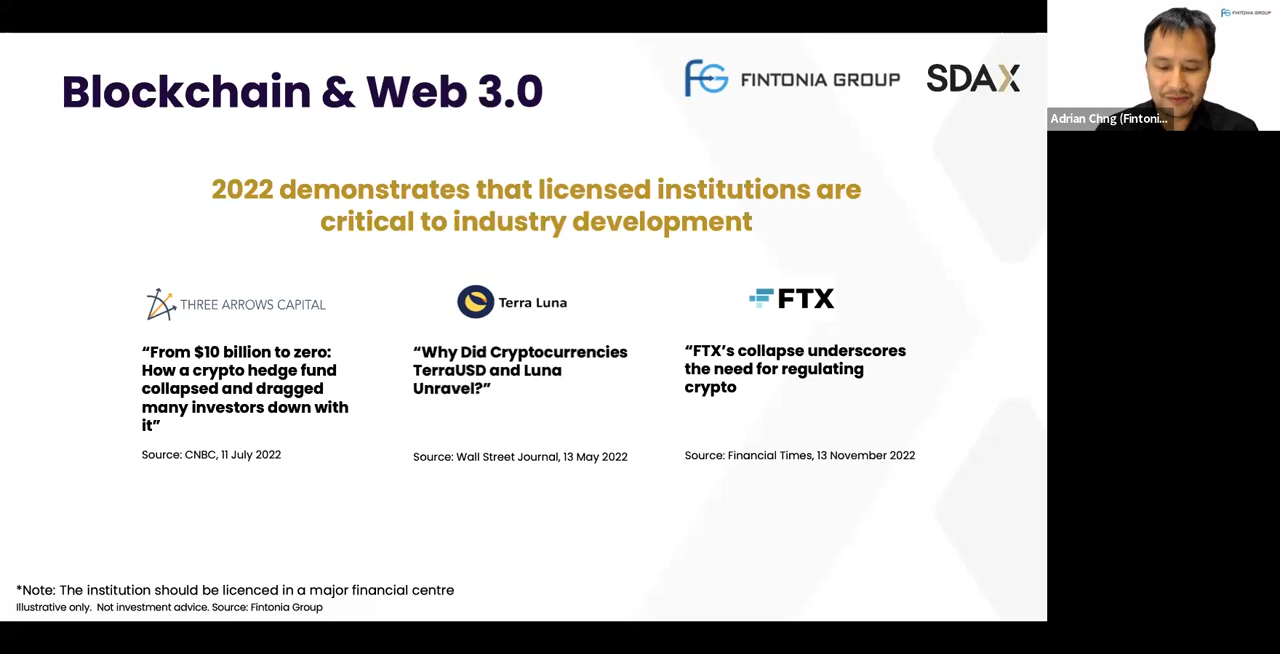 Blockchain & Web 3.0
FINTONIA GROUP
SDAX
2022 demonstrates that licensed institutions are
critical to industry development
THREE ARROWS CAPITAL
“From $10 billion to zero:
How a crypto hedge fund
collapsed and dragged
many investors down with
it”
Source: CNBC, 11 July 2022
Terra Luna
“Why Did Cryptocurrencies
TerraUSD and Luna
Unravel?”
Source: Wall Street Journal, 13 May 2022
FTX
“FTX’s collapse underscores
the need for regulating
crypto
Source: Financial Times, 13 November 2022
*Note: The institution should be licenced in a major financial centre
Illustrative only. Not investment advice. Source: Fintonia Group
FINTONIA GROUP
Adrian Chng (Fintoni...